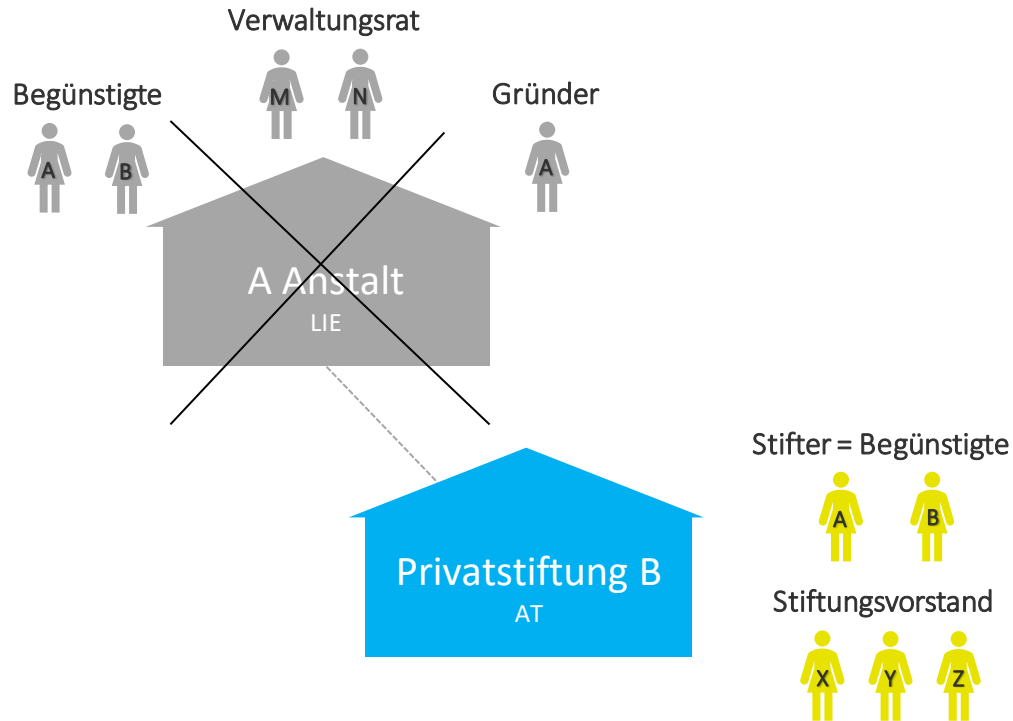 Verwaltungsrat
M N
Begünstigte
A B
Gründer
A
A Anstalt
LIE
Stifter = Begünstigte
A B
Privatstiftung B
AT
Stiftungsvorstand
X Y Z